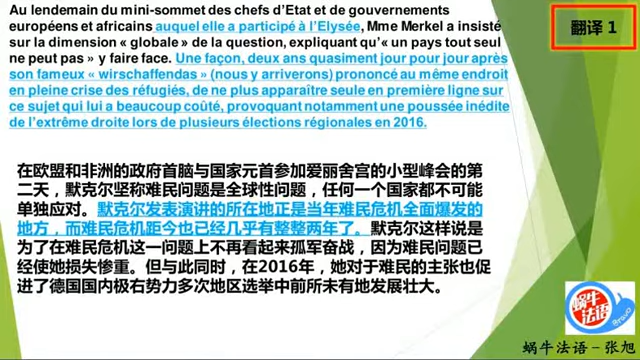 Au lendemain du mini-sommet des chefs d'Etat et de gouvernements
européens et africains auquel elle a participé à l'Elysée, Mme Merkel a insisté
sur la dimension « globale » de la question, expliquant qu'« un pays tout seul
ne peut pas » y faire face. Une façon, deux ans quasiment jour pour jour après
son fameux « wirschaffendas » (nous y arriverons) prononcé au même endroit
en pleine crise des réfugiés, de ne plus apparaître seule en première ligne sur
ce sujet qui lui a beaucoup coûté, provoquant notamment une poussée inédite
de l'extrême droite lors de plusieurs élections régionales en 2016.
翻译 1
在欧盟和非洲的政府首脑与国家元首参加爱丽舍宫的小型峰会的第
二天，默克尔坚称难民问题是全球性问题，任何一个国家都不可能
单独应对。默克尔发表演讲的所在地正是当年难民危机全面爆发的
地方，而难民危机距今也已经几乎有整整两年了。默克尔这样说是
为了在难民危机这一问题上不再看起来孤军奋战，因为难民问题已
经使她损失惨重。但与此同时，在2016年，她对于难民的主张也促
进了德国国内极右势力多次地区选举中前所未有地发展壮大。
蜗牛
法语
蜗牛法语－张旭